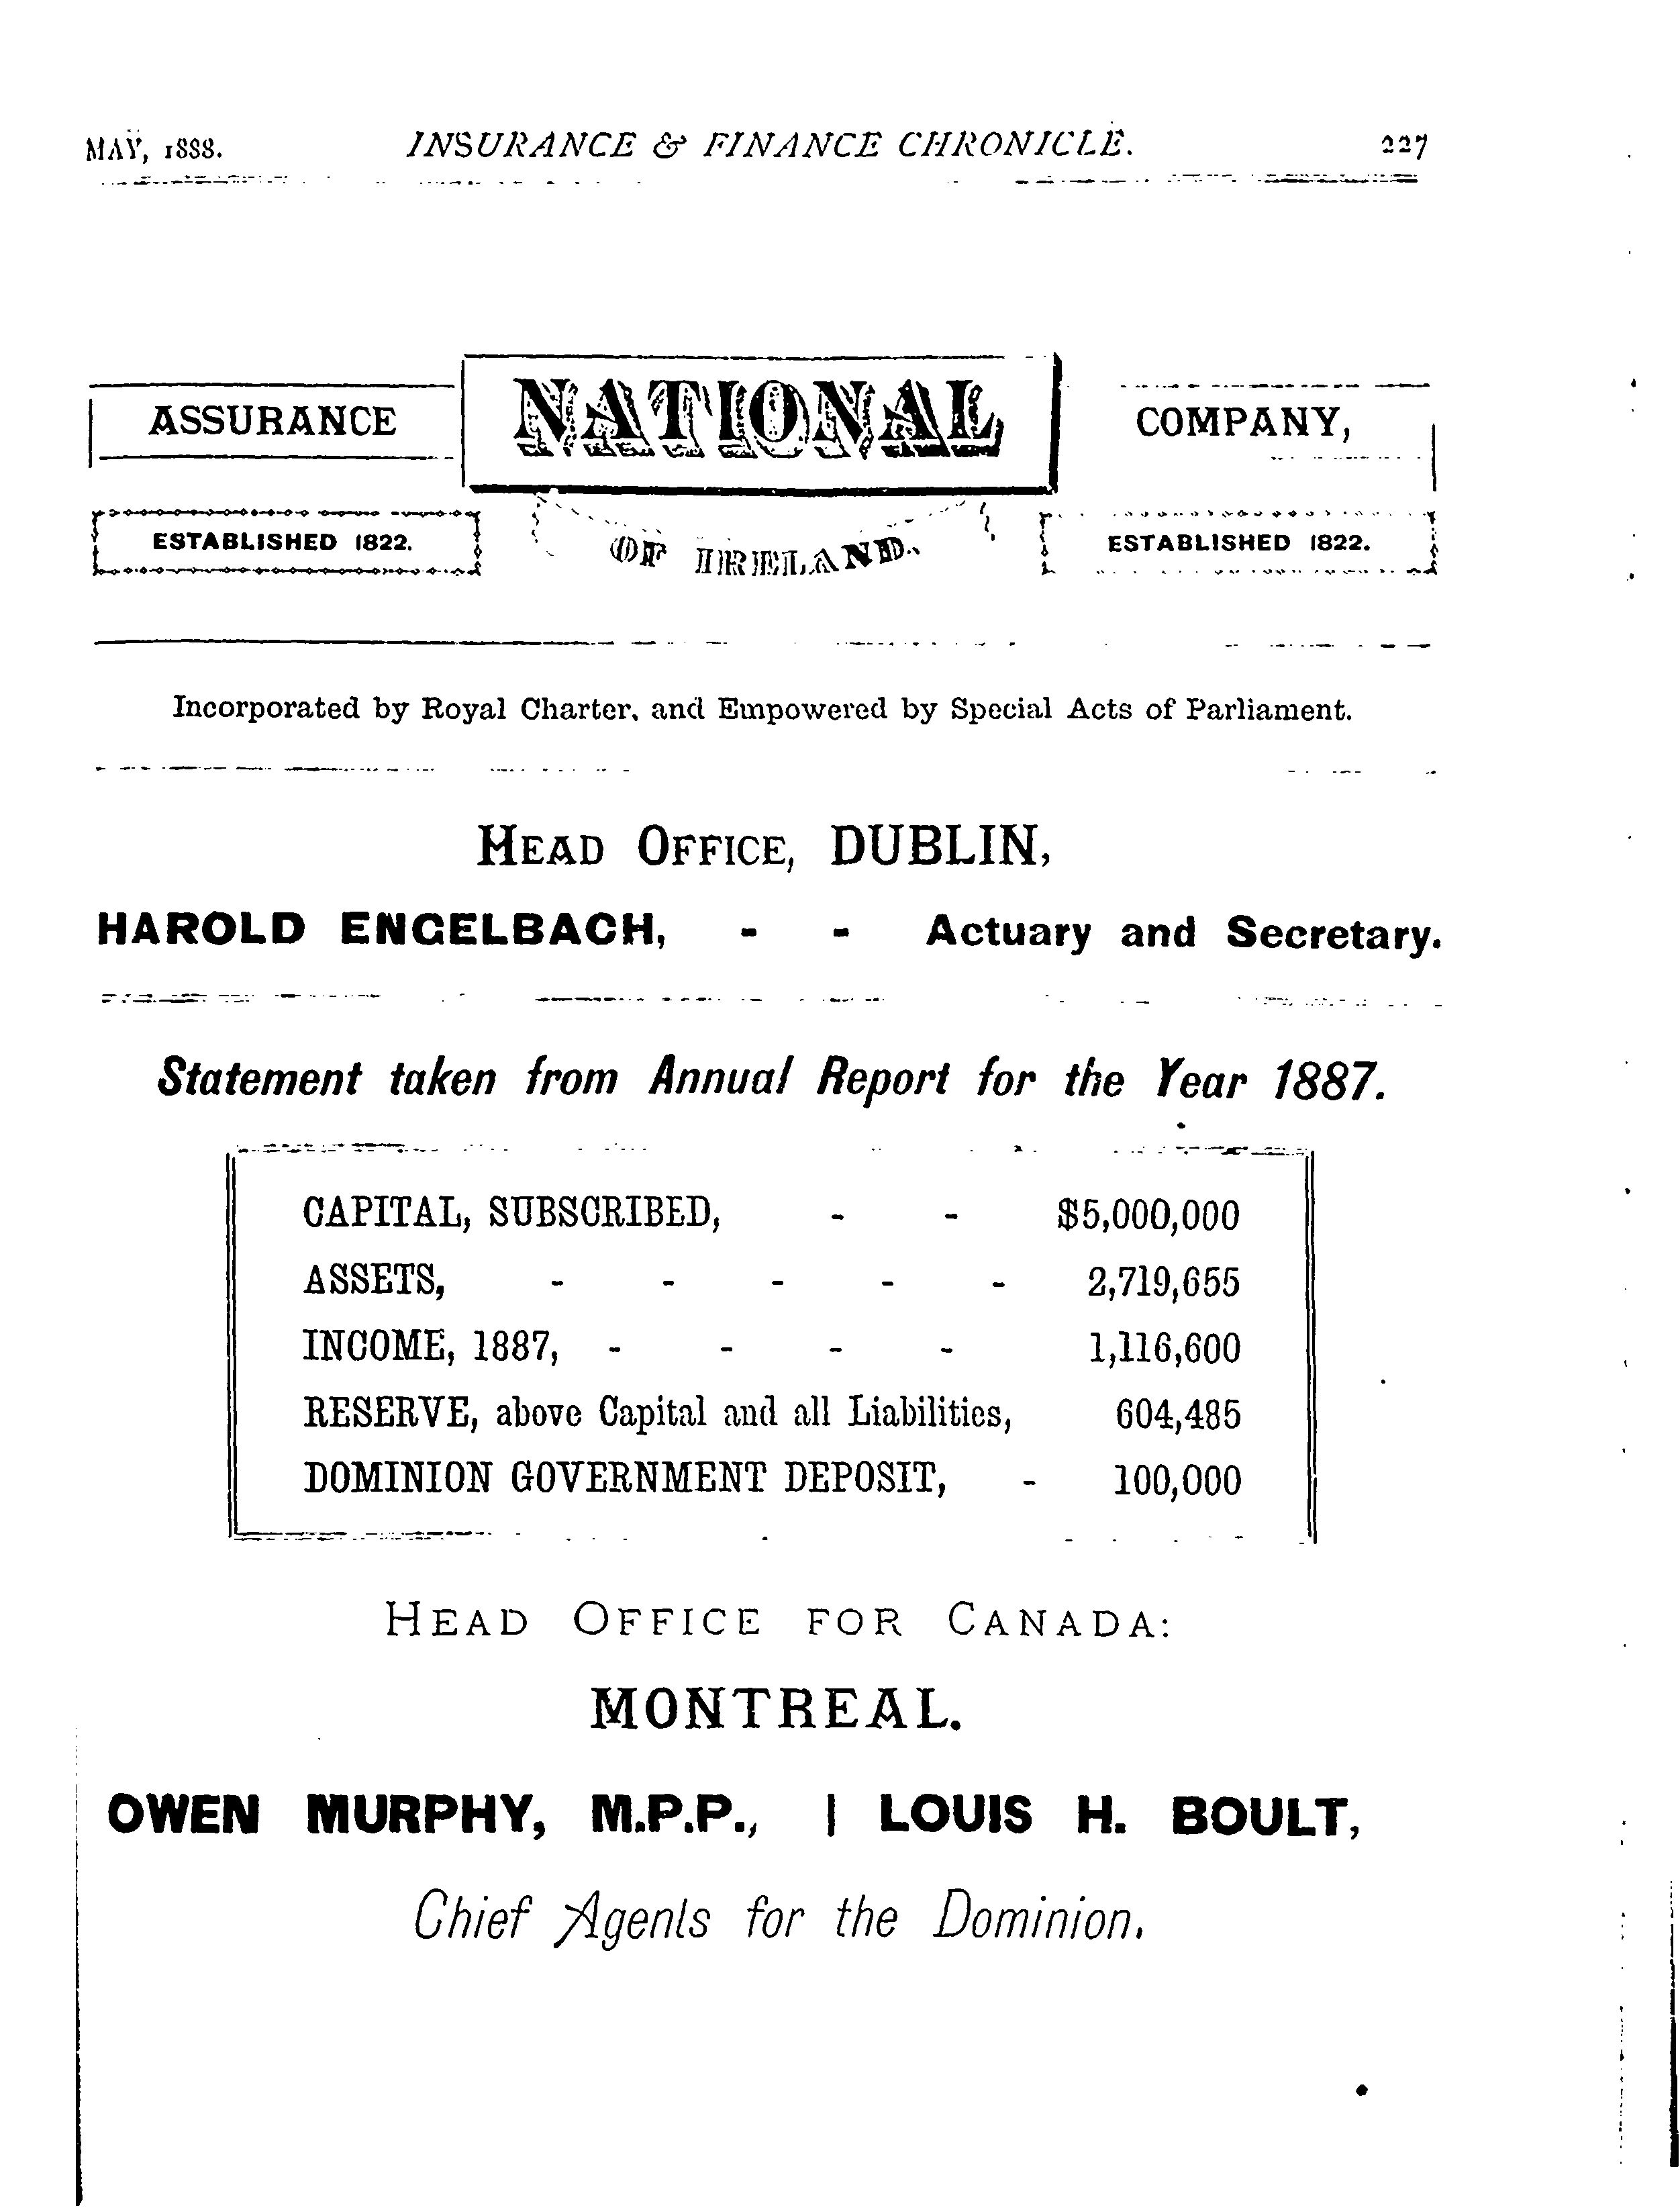 MAY, 1888. INSURANCE & FINANCE CHRONICLE. 227
ASSURANCE NATIONAL COMPANY,
ESTABLISHED 1822. OF IRELAND. ESTABLISHED 1822.
Incorporated by Royal Charter, and Empowered by Special Acts of Parliament.
HEAD OFFICE, DUBLIN,
HAROLD ENGELBACH, - - Actuary and Secretary.
Statement taken from Annual Report for the Year 1887.
CAPITAL, SUBSCRIBED, - - $5,000,000
ASSETS, - - - - - 2,719,655
INCOME, 1887, - - - - 1,116,600
RESERVE, above Capital and all Liabilities, 604,485
DOMINION GOVERNMENT DEPOSIT, - 100,000
HEAD OFFICE FOR CANADA:
MONTREAL.
OWEN MURPHY, M.P.P., | LOUIS H. BOULT,
Chief Agents for the Dominion.